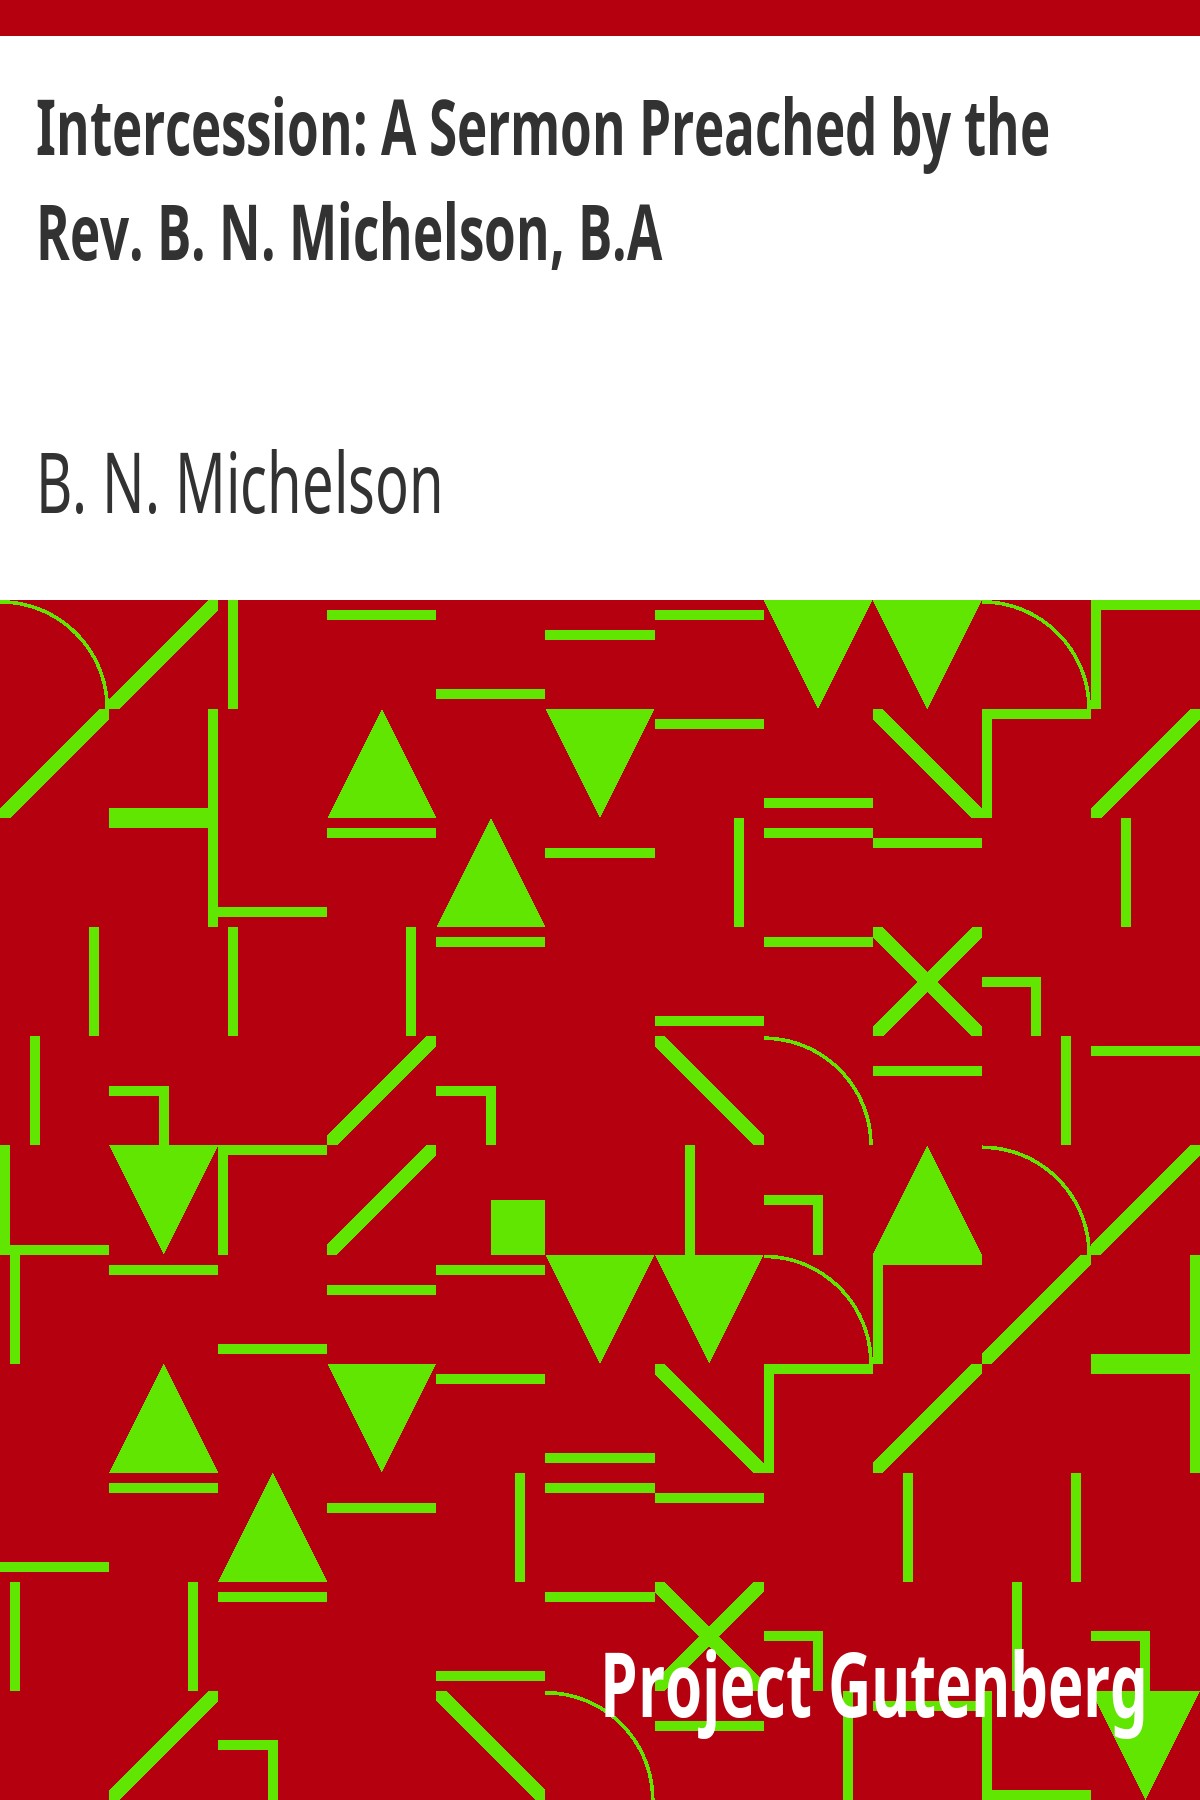 Intercession: A Sermon Preached by the
Rev. B. N. Michelson, B.A
B. N. Michelson
Project Gutenberg